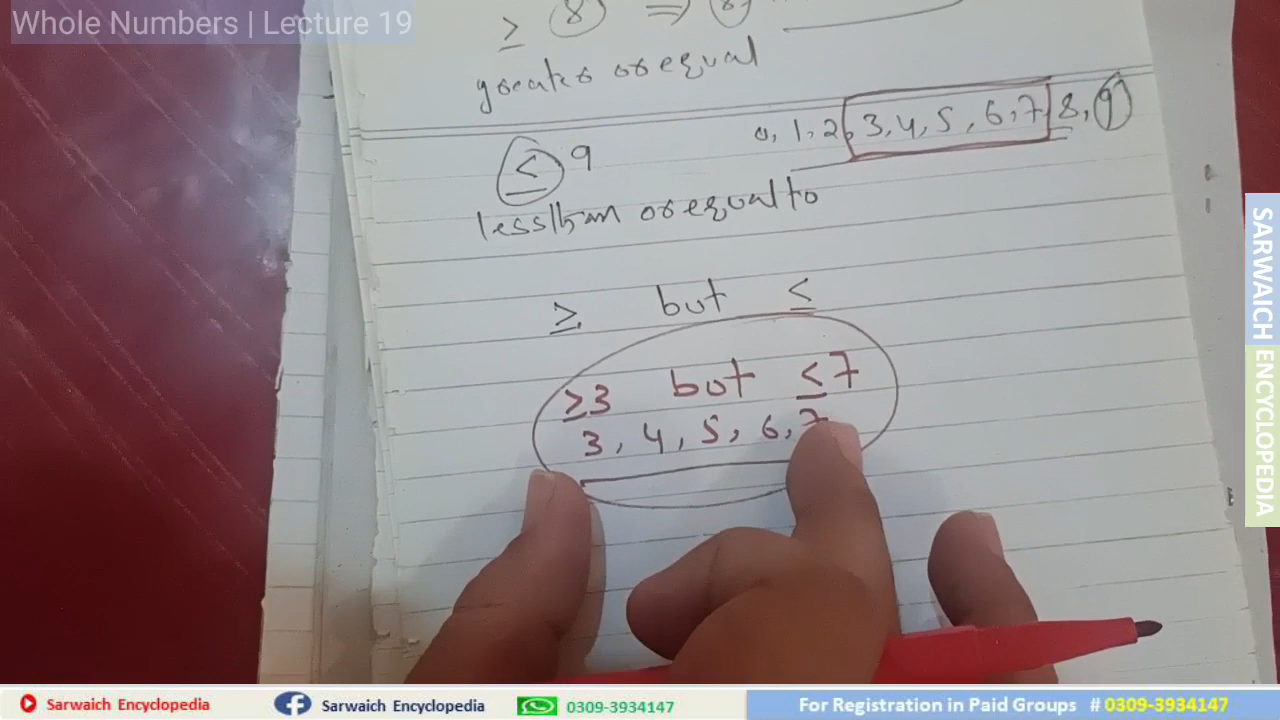 Whole Numbers | Lecture 19
≥ 8 ⇒
greater or equal
0, 1, 2, 3, 4, 5, 6, 7, 8, 9
≤ 9
less than or equal to
≥ but ≤
≥3 but ≤7
3, 4, 5, 6, 7
SARWAICH ENCYCLOPEDIA
Sarwaich Encyclopedia Sarwaich Encyclopedia 0309-3934147 For Registration in Paid Groups # 0309-3934147